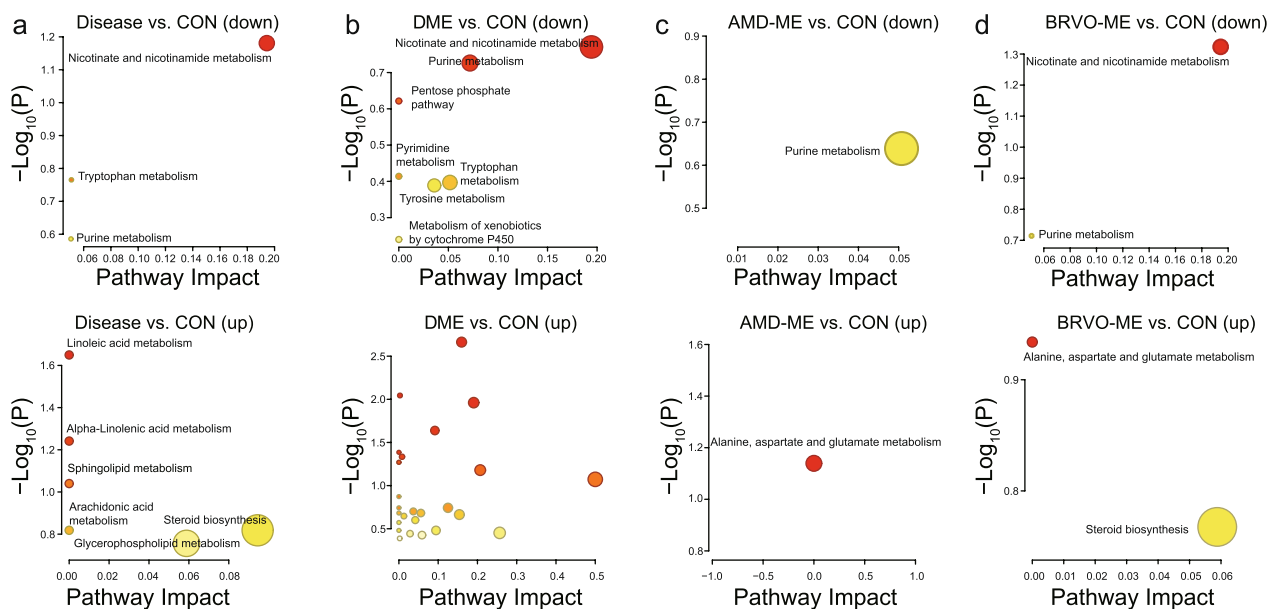 a
Disease vs. CON (down)
−Log10(P)
1.2
1.1
1.0
0.9
0.8
0.7
0.6
Nicotinate and nicotinamide metabolism
Tryptophan metabolism
Purine metabolism
0.06 0.08 0.10 0.12 0.14 0.16 0.18 0.20
Pathway Impact
b
DME vs. CON (down)
−Log10(P)
Nicotinate and nicotinamide metabolism
Purine metabolism
0.7
0.6
0.5
0.4
0.3
Pentose phosphate
pathway
Pyrimidine
metabolism
Tryptophan
metabolism
Tyrosine metabolism
Metabolism of xenobiotics
by cytochrome P450
0.00 0.05 0.10 0.15 0.20
Pathway Impact
c
AMD-ME vs. CON (down)
−Log10(P)
0.9
0.8
0.7
0.6
0.5
Purine metabolism
0.01 0.02 0.03 0.04 0.05
Pathway Impact
d
BRVO-ME vs. CON (down)
−Log10(P)
1.3
1.2
1.1
1.0
0.9
0.8
0.7
Nicotinate and nicotinamide metabolism
Purine metabolism
0.06 0.08 0.10 0.12 0.14 0.16 0.18 0.20
Pathway Impact
Disease vs. CON (up)
−Log10(P)
Linoleic acid metabolism
1.6
1.4
1.2
1.0
0.8
Alpha-Linolenic acid metabolism
Sphingolipid metabolism
Arachidonic acid
metabolism
Steroid biosynthesis
Glycerophospholipid metabolism
0.00 0.02 0.04 0.06 0.08
Pathway Impact
DME vs. CON (up)
−Log10(P)
2.5
2.0
1.5
1.0
0.5
0.0 0.1 0.2 0.3 0.4 0.5
Pathway Impact
AMD-ME vs. CON (up)
−Log10(P)
1.6
1.4
1.2
1.0
0.8
Alanine, aspartate and glutamate metabolism
−1.0 −0.5 0.0 0.5 1.0
Pathway Impact
BRVO-ME vs. CON (up)
−Log10(P)
Alanine, aspartate and glutamate metabolism
0.9
0.8
Steroid biosynthesis
0.00 0.01 0.02 0.03 0.04 0.05 0.06
Pathway Impact